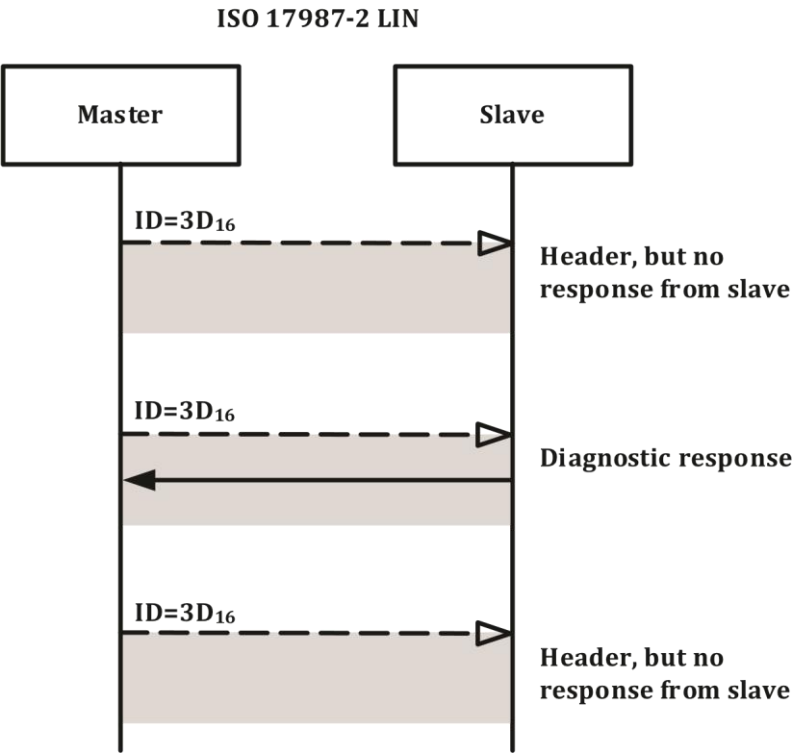 ISO 17987-2 LIN
Master
Slave
ID=3D₁₆
Header, but no
response from slave
ID=3D₁₆
Diagnostic response
ID=3D₁₆
Header, but no
response from slave